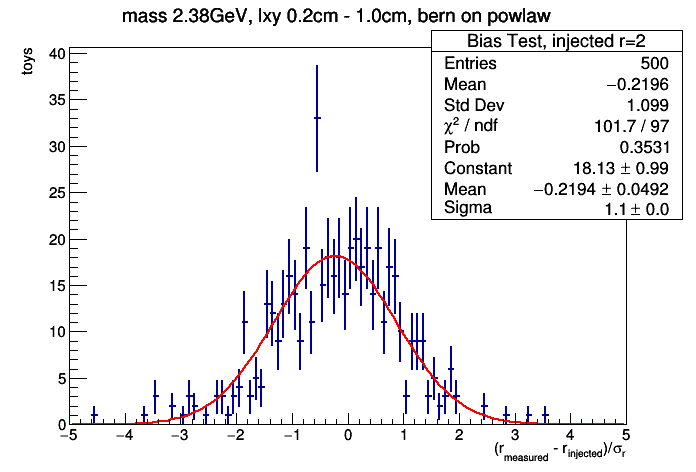 mass 2.38GeV, lxy 0.2cm - 1.0cm, bern on powlaw
Bias Test, injected r=2
Entries 500
Mean −0.2196
Std Dev 1.099
χ² / ndf 101.7 / 97
Prob 0.3531
Constant 18.13 ± 0.99
Mean −0.2194 ± 0.0492
Sigma 1.1 ± 0.0
toys
40
35
30
25
20
15
10
5
0
−5 −4 −3 −2 −1 0 1 2 3 4 5
(r_measured - r_injected)/σ_r